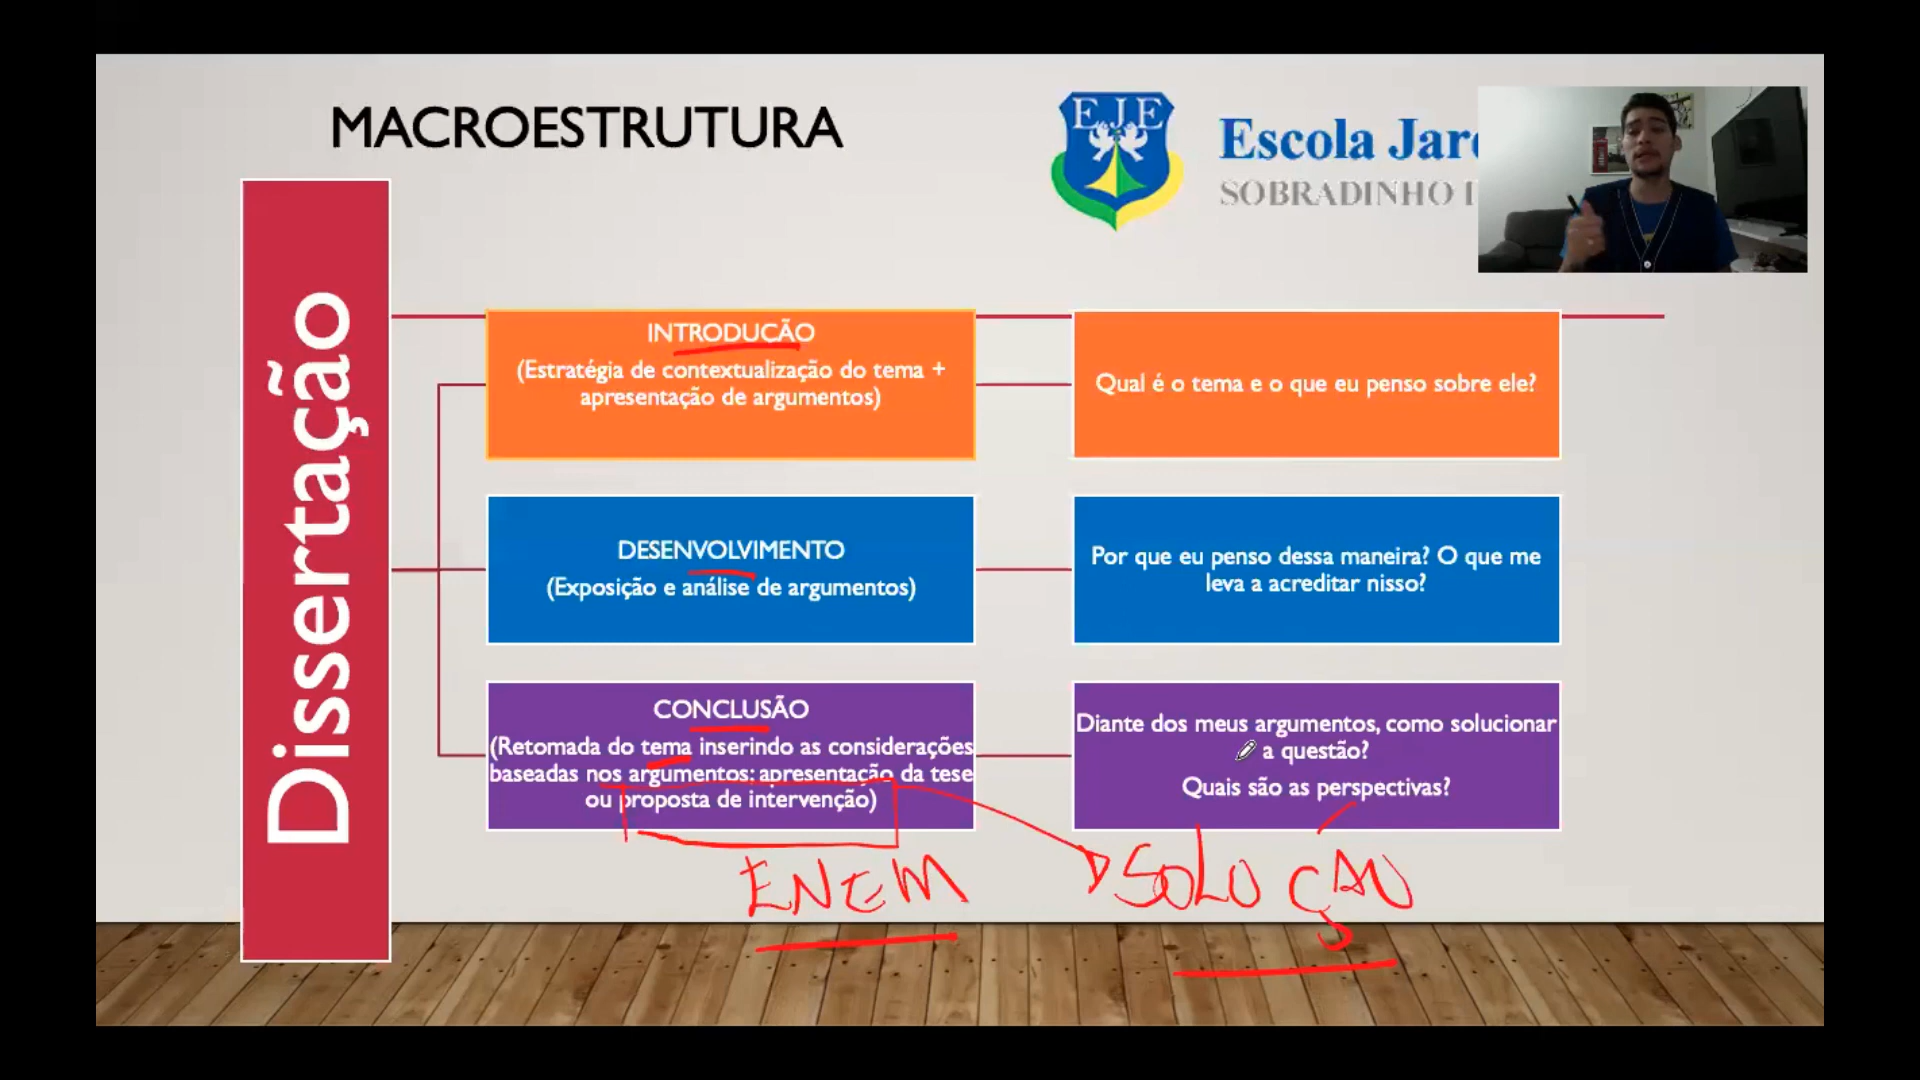 MACROESTRUTURA
EJE
Escola
SOBRADINHO
Dissertação
INTRODUÇÃO
(Estratégia de contextualização do tema +
apresentação de argumentos)
Qual é o tema e o que eu penso sobre ele?
DESENVOLVIMENTO
(Exposição e análise de argumentos)
Por que eu penso dessa maneira? O que me
leva a acreditar nisso?
CONCLUSÃO
(Retomada do tema inserindo as considerações
baseadas nos argumentos; apresentação da tese
ou proposta de intervenção)
Diante dos meus argumentos, como solucionar
a questão?
Quais são as perspectivas?
ENEM
SOLUÇÃO